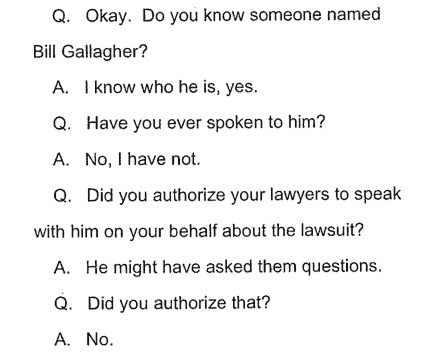 Q. Okay. Do you know someone named
Bill Gallagher?
A. I know who he is, yes.
Q. Have you ever spoken to him?
A. No, I have not.
Q. Did you authorize your lawyers to speak
with him on your behalf about the lawsuit?
A. He might have asked them questions.
Q. Did you authorize that?
A. No.